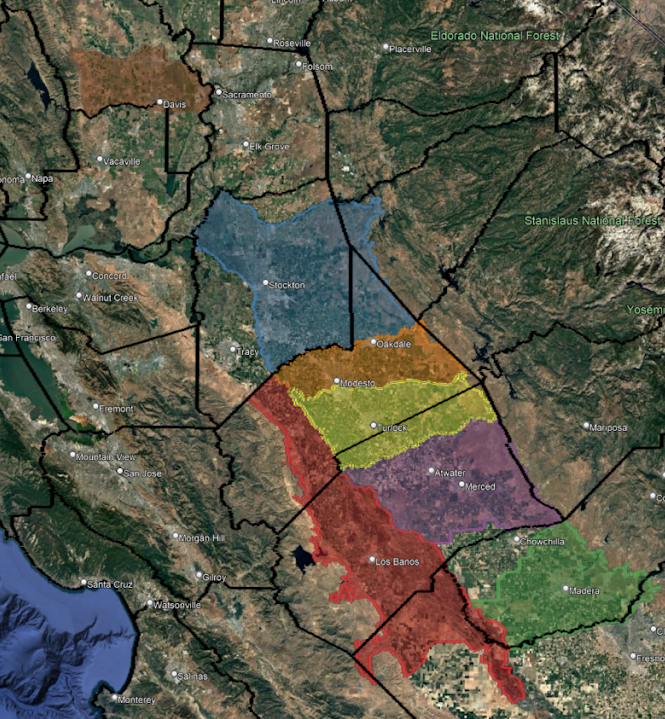 Eldorado National Forest
Roseville
Placerville
Folsom
Sacramento
Davis
Elk Grove
Vacaville
Napa
Stanislaus National Forest
Concord
Stockton
Walnut Creek
Berkeley
San Francisco
Tracy
Oakdale
Modesto
Fremont
Turlock
Mariposa
Mountain View
San Jose
Atwater
Merced
Morgan Hill
Chowchilla
Los Banos
Gilroy
Santa Cruz
Madera
Watsonville
Fresno
Salinas
Monterey